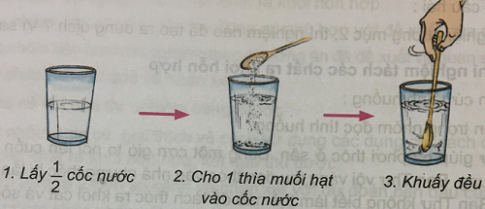 1. Lấy 1/2 cốc nước
2. Cho 1 thìa muối hạt
vào cốc nước
3. Khuấy đều